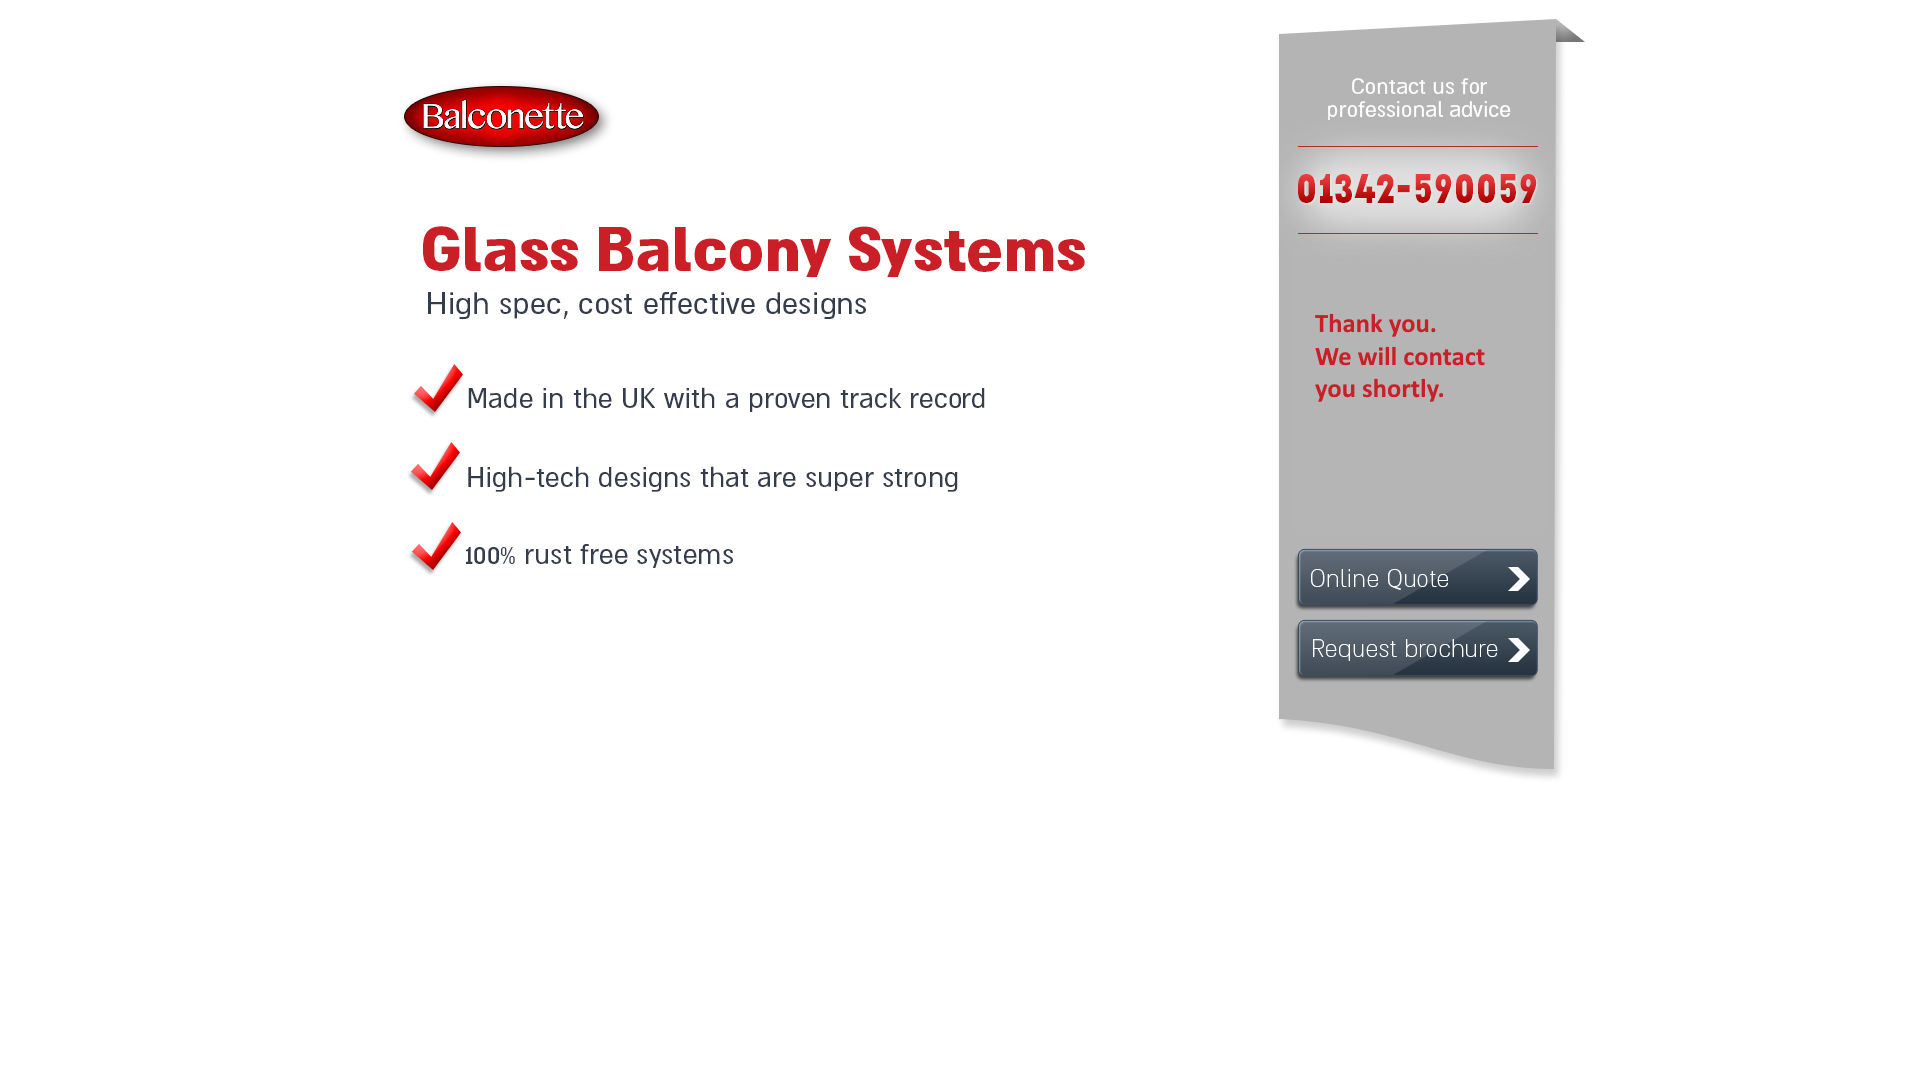 Balconette
Glass Balcony Systems
High spec, cost effective designs
Made in the UK with a proven track record
High-tech designs that are super strong
100% rust free systems
Contact us for
professional advice
01342-590059
Thank you.
We will contact
you shortly.
Online Quote
Request brochure